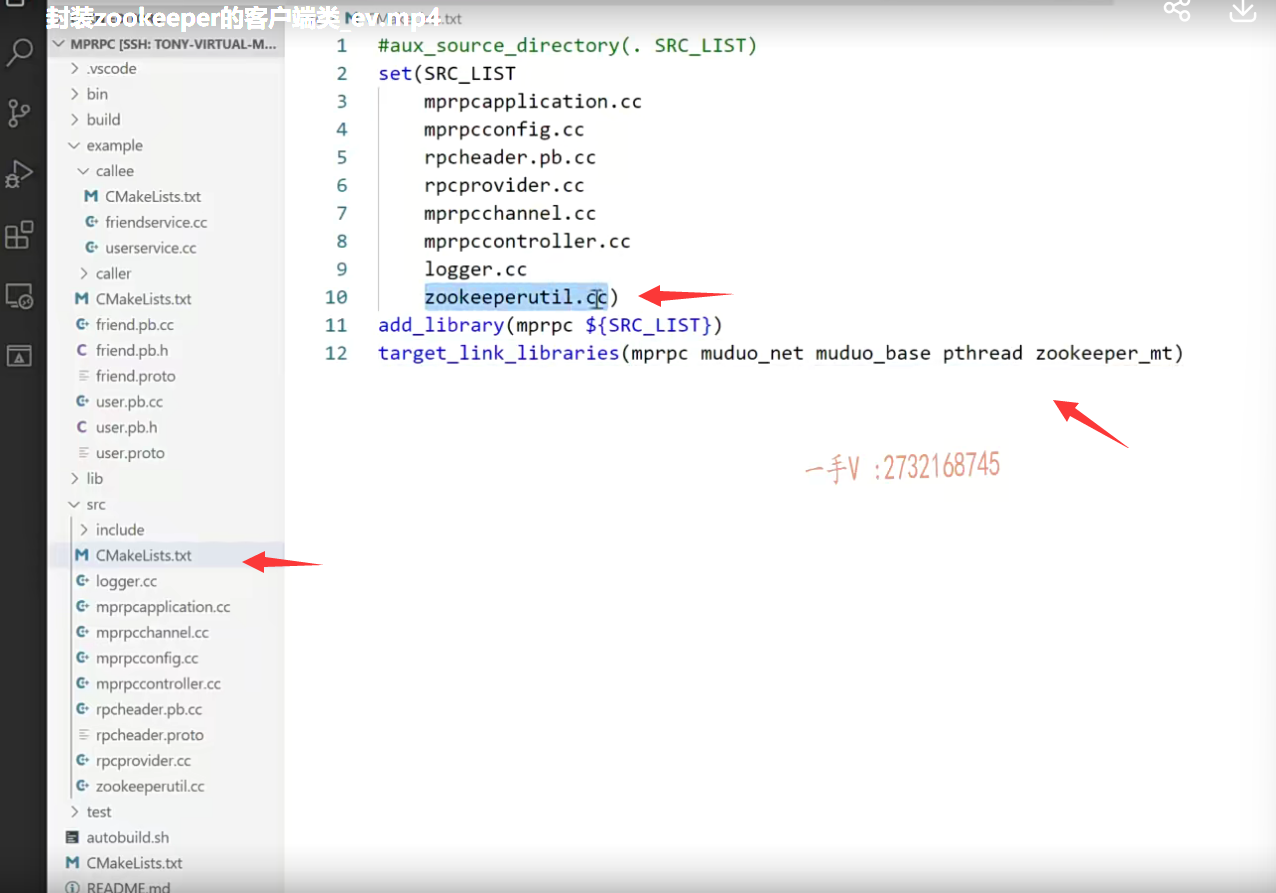 封装zookeeper的客户端类_ev.mp4
MPRPC [SSH: TONY-VIRTUAL-M...
.vscode
bin
build
example
callee
CMakeLists.txt
friendservice.cc
userservice.cc
caller
CMakeLists.txt
friend.pb.cc
friend.pb.h
friend.proto
user.pb.cc
user.pb.h
user.proto
lib
src
include
CMakeLists.txt
logger.cc
mprpcapplication.cc
mprpcchannel.cc
mprpcconfig.cc
mprpccontroller.cc
rpcheader.pb.cc
rpcheader.proto
rpcprovider.cc
zookeeperutil.cc
test
autobuild.sh
CMakeLists.txt
README.md
1 #aux_source_directory(. SRC_LIST)
2 set(SRC_LIST
3 mprpcapplication.cc
4 mprpcconfig.cc
5 rpcheader.pb.cc
6 rpcprovider.cc
7 mprpcchannel.cc
8 mprpccontroller.cc
9 logger.cc
10 zookeeperutil.cc)
11 add_library(mprpc ${SRC_LIST})
12 target_link_libraries(mprpc muduo_net muduo_base pthread zookeeper_mt)
一手V :2732168745